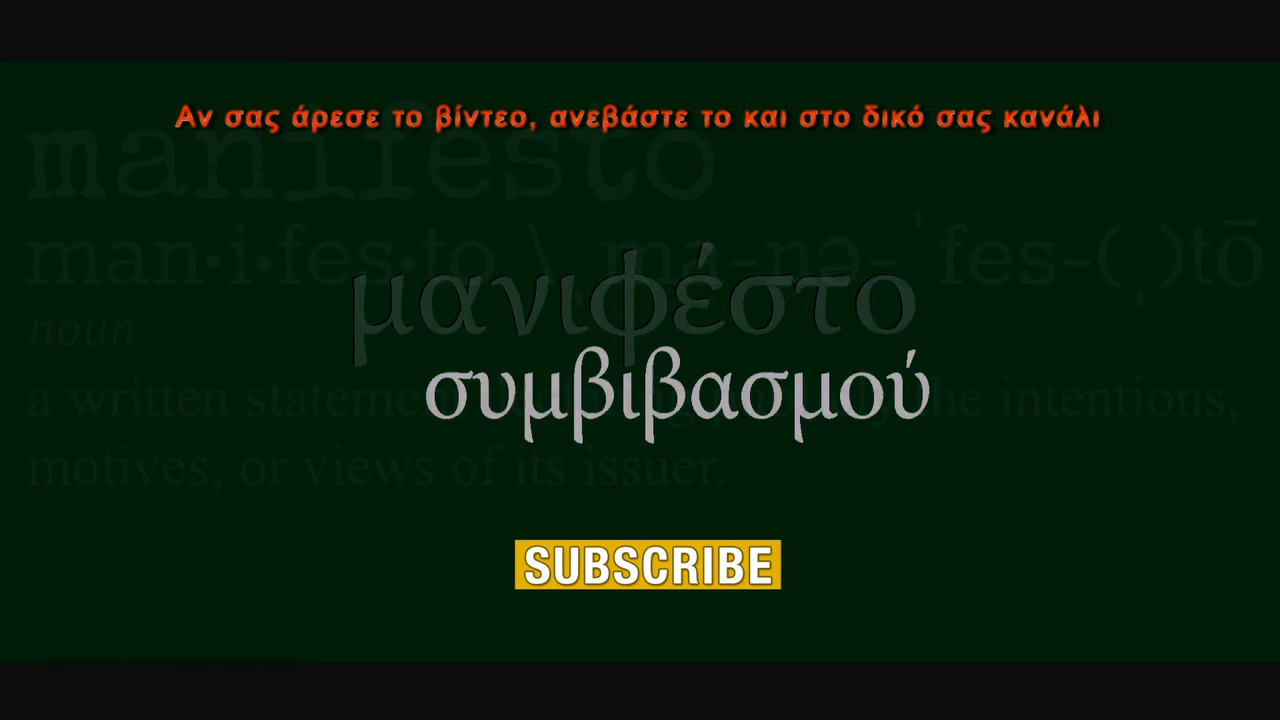 Αν σας άρεσε το βίντεο, ανεβάστε το και στο δικό σας κανάλι
manifesto
man·i·fes·to \ ˌma-nə-ˈfes-(ˌ)tō
μανιφέστο
noun
συμβιβασμού
a written statement he intentions,
motives, or views of its issuer.
SUBSCRIBE